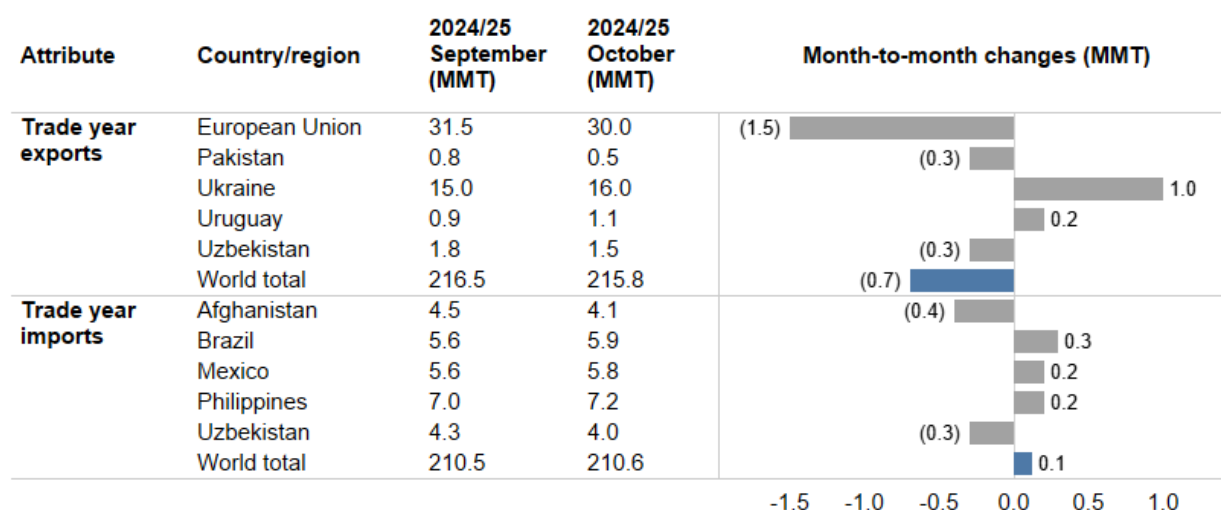 Attribute Country/region 2024/25 September (MMT) 2024/25 October (MMT) Month-to-month changes (MMT)
Trade year exports European Union 31.5 30.0 (1.5)
Pakistan 0.8 0.5 (0.3)
Ukraine 15.0 16.0 1.0
Uruguay 0.9 1.1 0.2
Uzbekistan 1.8 1.5 (0.3)
World total 216.5 215.8 (0.7)
Trade year imports Afghanistan 4.5 4.1 (0.4)
Brazil 5.6 5.9 0.3
Mexico 5.6 5.8 0.2
Philippines 7.0 7.2 0.2
Uzbekistan 4.3 4.0 (0.3)
World total 210.5 210.6 0.1
-1.5 -1.0 -0.5 0.0 0.5 1.0